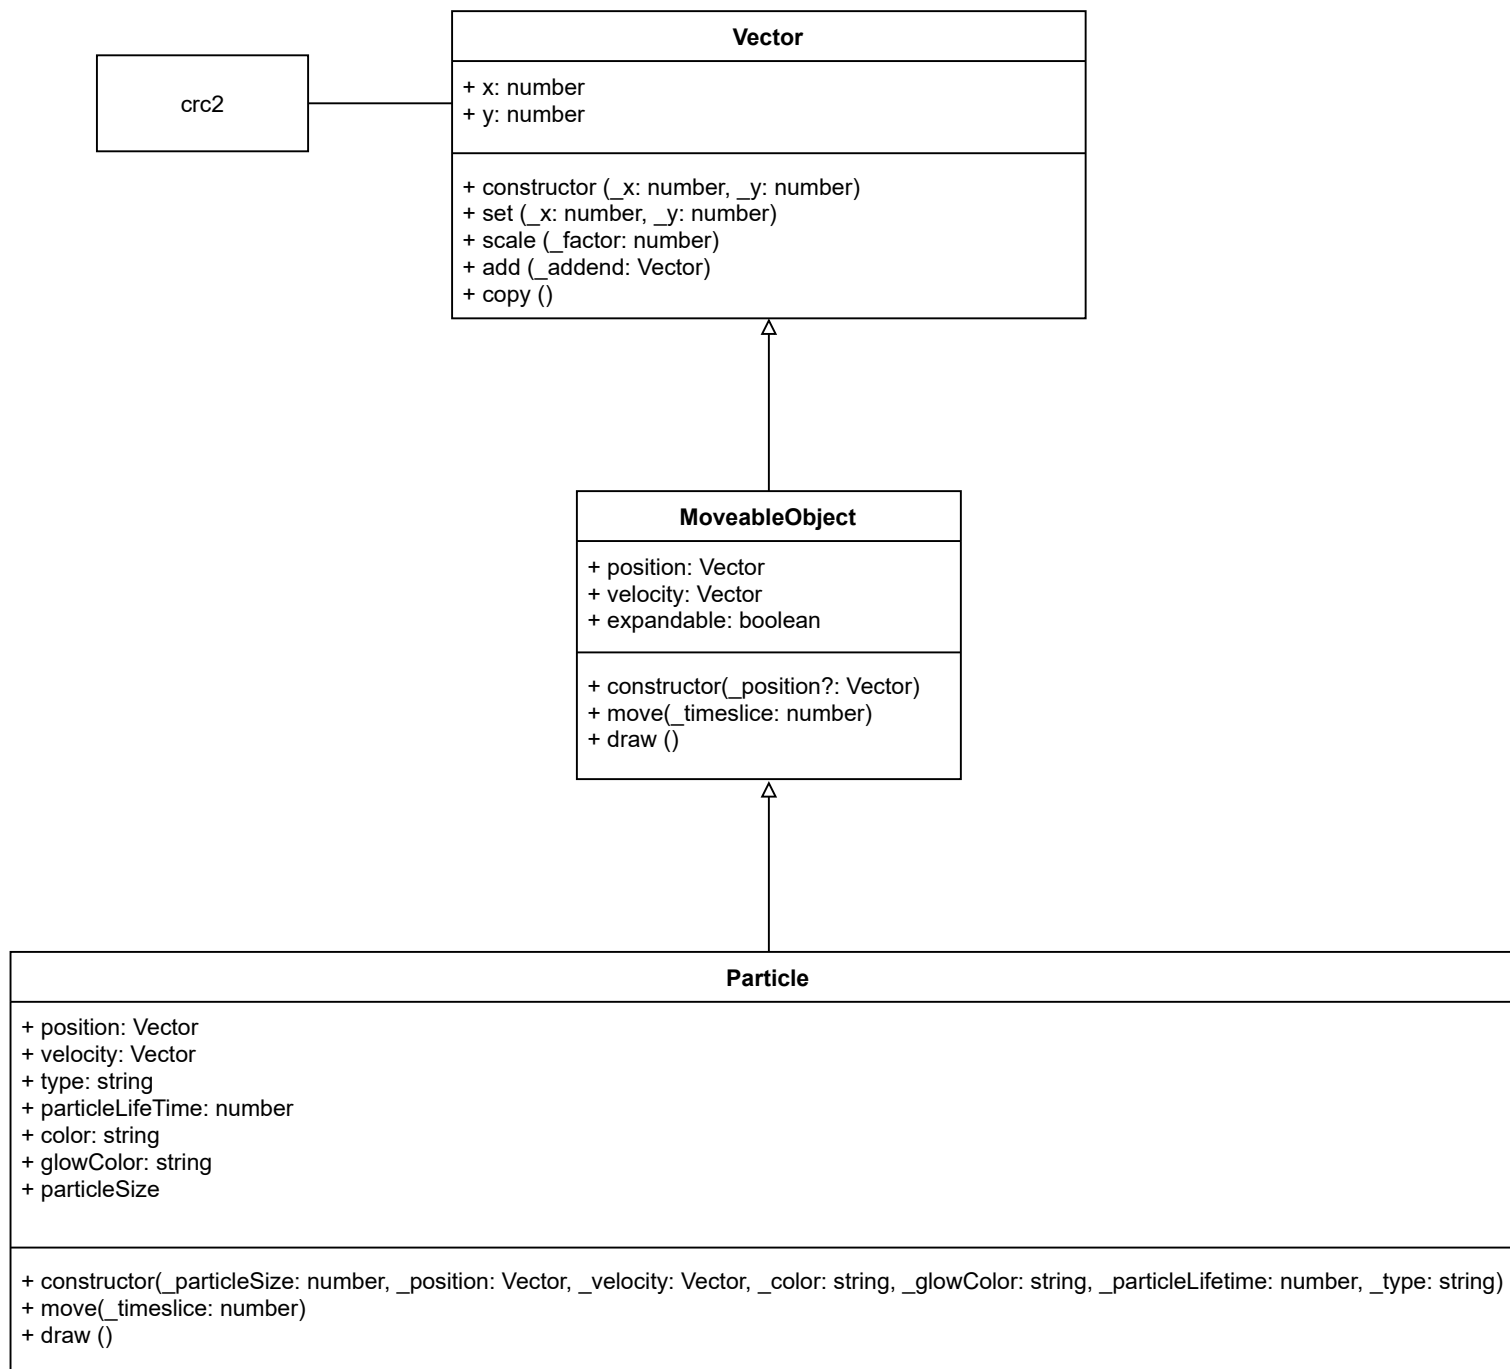 Vector
crc2
+ x: number
+ y: number
+ constructor (_x: number, _y: number)
+ set (_x: number, _y: number)
+ scale (_factor: number)
+ add (_addend: Vector)
+ copy ()
MoveableObject
+ position: Vector
+ velocity: Vector
+ expandable: boolean
+ constructor(_position?: Vector)
+ move(_timeslice: number)
+ draw ()
Particle
+ position: Vector
+ velocity: Vector
+ type: string
+ particleLifeTime: number
+ color: string
+ glowColor: string
+ particleSize
+ constructor(_particleSize: number, _position: Vector, _velocity: Vector, _color: string, _glowColor: string, _particleLifetime: number, _type: string)
+ move(_timeslice: number)
+ draw ()